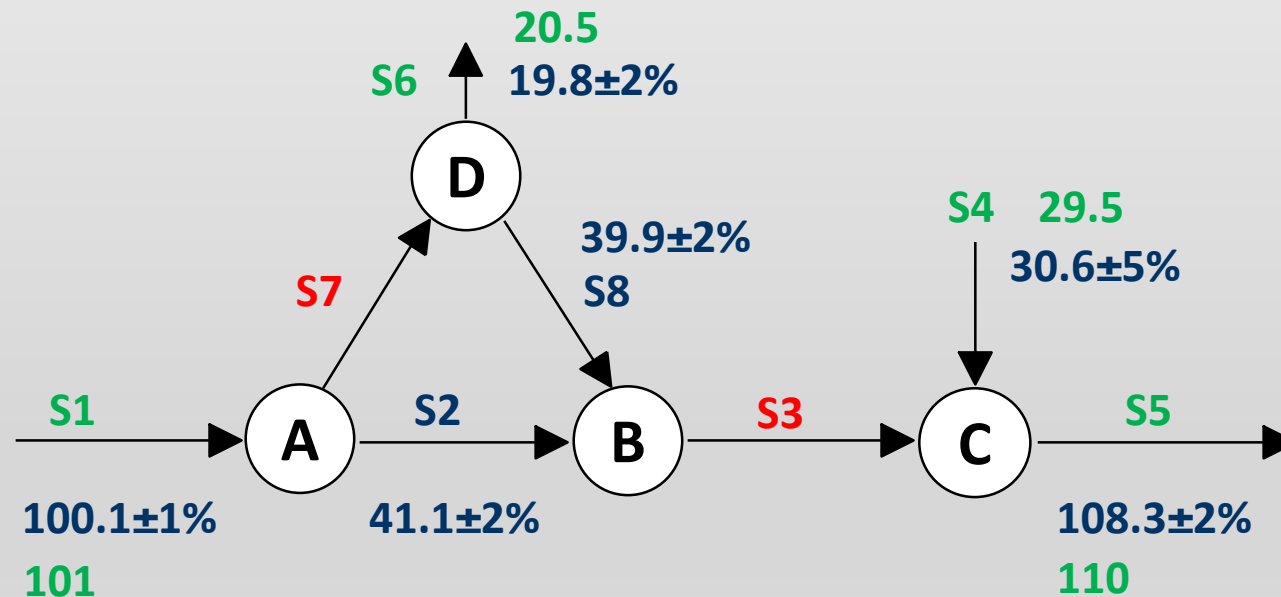 20.5
S6 19.8±2%
D
S4 29.5
39.9±2%
30.6±5%
S7 S8
S1 S2 S3 S5
A B C
100.1±1% 41.1±2% 108.3±2%
101 110